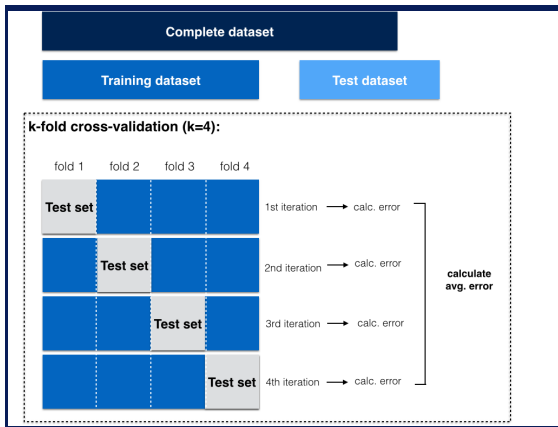 Complete dataset
Training dataset
Test dataset
k-fold cross-validation (k=4):
fold 1
fold 2
fold 3
fold 4
Test set
1st iteration
calc. error
Test set
2nd iteration
calc. error
calculate
avg. error
Test set
3rd iteration
calc. error
Test set
4th iteration
calc. error